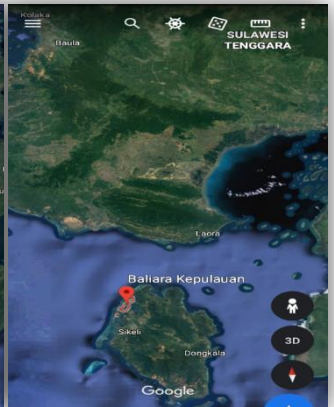 Kolaka
Baula
SULAWESI
TENGGARA
Laora
Baliara Kepulauan
Sikeli
Dongkala
3D
Google